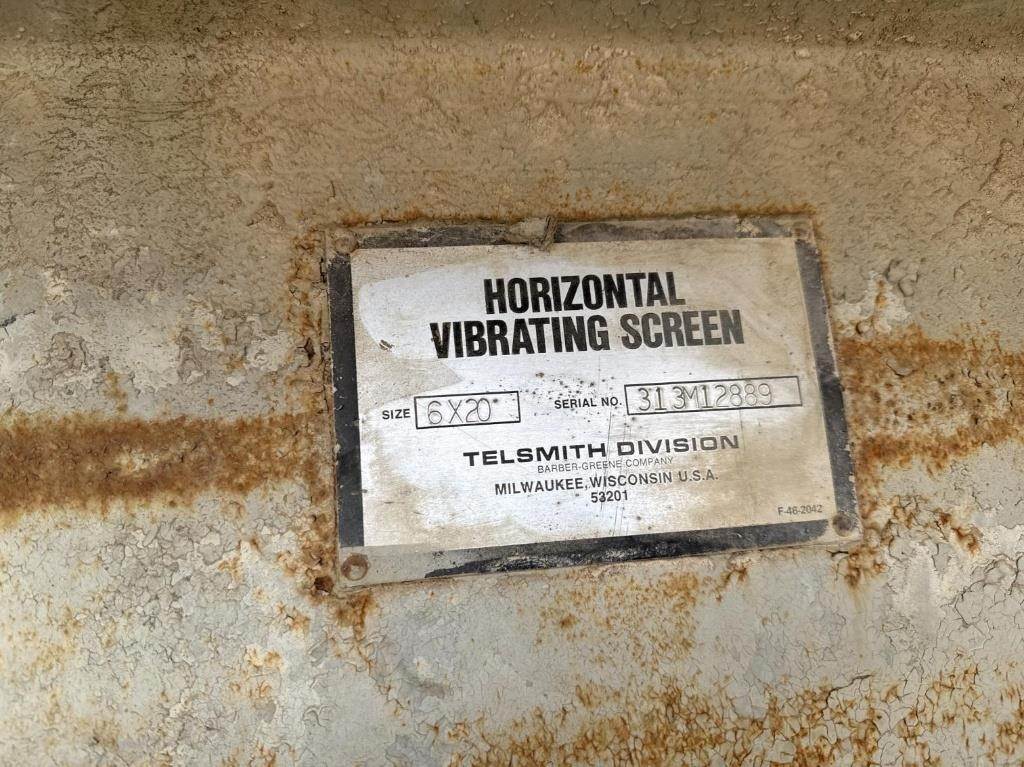 HORIZONTAL
VIBRATING SCREEN
SIZE 6X20 SERIAL NO. 313M12889
TELSMITH DIVISION
BARBER-GREENE COMPANY
MILWAUKEE, WISCONSIN U.S.A.
53201
F-46-2042